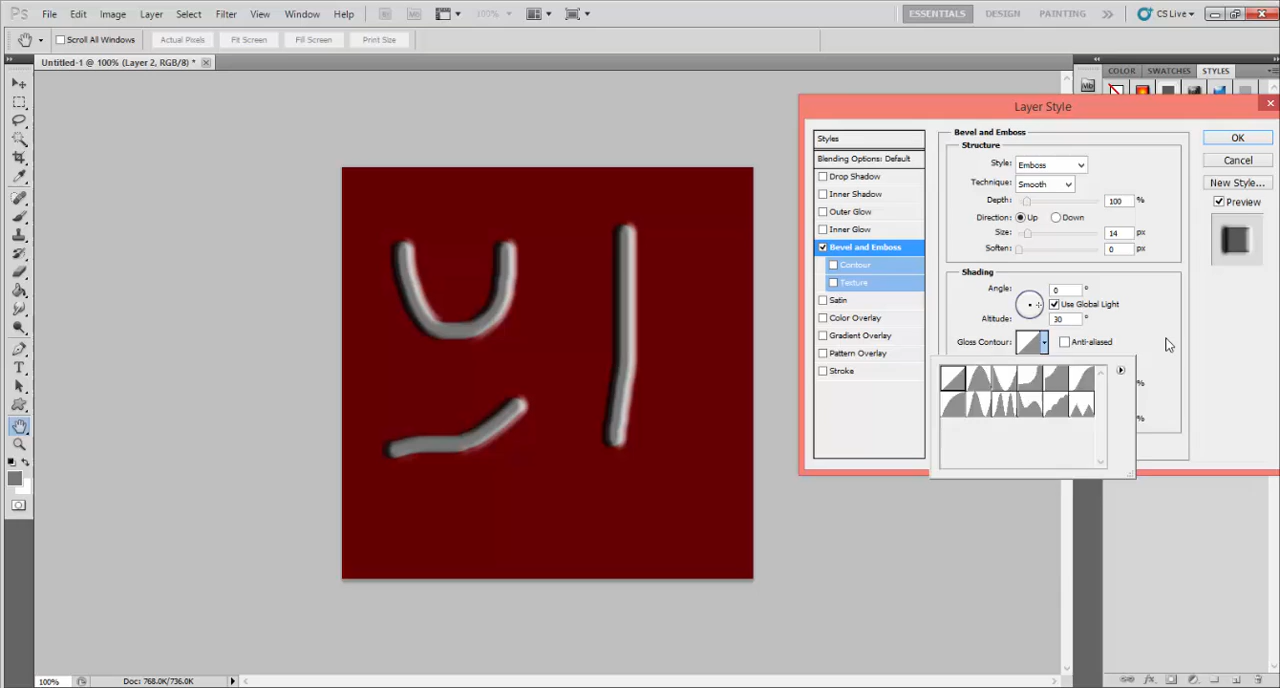 Ps File Edit Image Layer Select Filter View Window Help Br Mb 100% ESSENTIALS DESIGN PAINTING CS Live
Scroll All Windows Actual Pixels Fit Screen Fill Screen Print Size
Untitled-1 @ 100% (Layer 2, RGB/8) *
COLOR SWATCHES STYLES
Mb
Layer Style
Styles
Blending Options: Default
Drop Shadow
Inner Shadow
Outer Glow
Inner Glow
Bevel and Emboss
Contour
Texture
Satin
Color Overlay
Gradient Overlay
Pattern Overlay
Stroke
Bevel and Emboss
Structure
Style: Emboss
Technique: Smooth
Depth: 100 %
Direction: Up Down
Size: 14 px
Soften: 0 px
Shading
Angle: 0 °
Use Global Light
Altitude: 30 °
Gloss Contour: Anti-aliased
%
%
OK
Cancel
New Style...
Preview
100% Doc: 768.0K/736.0K